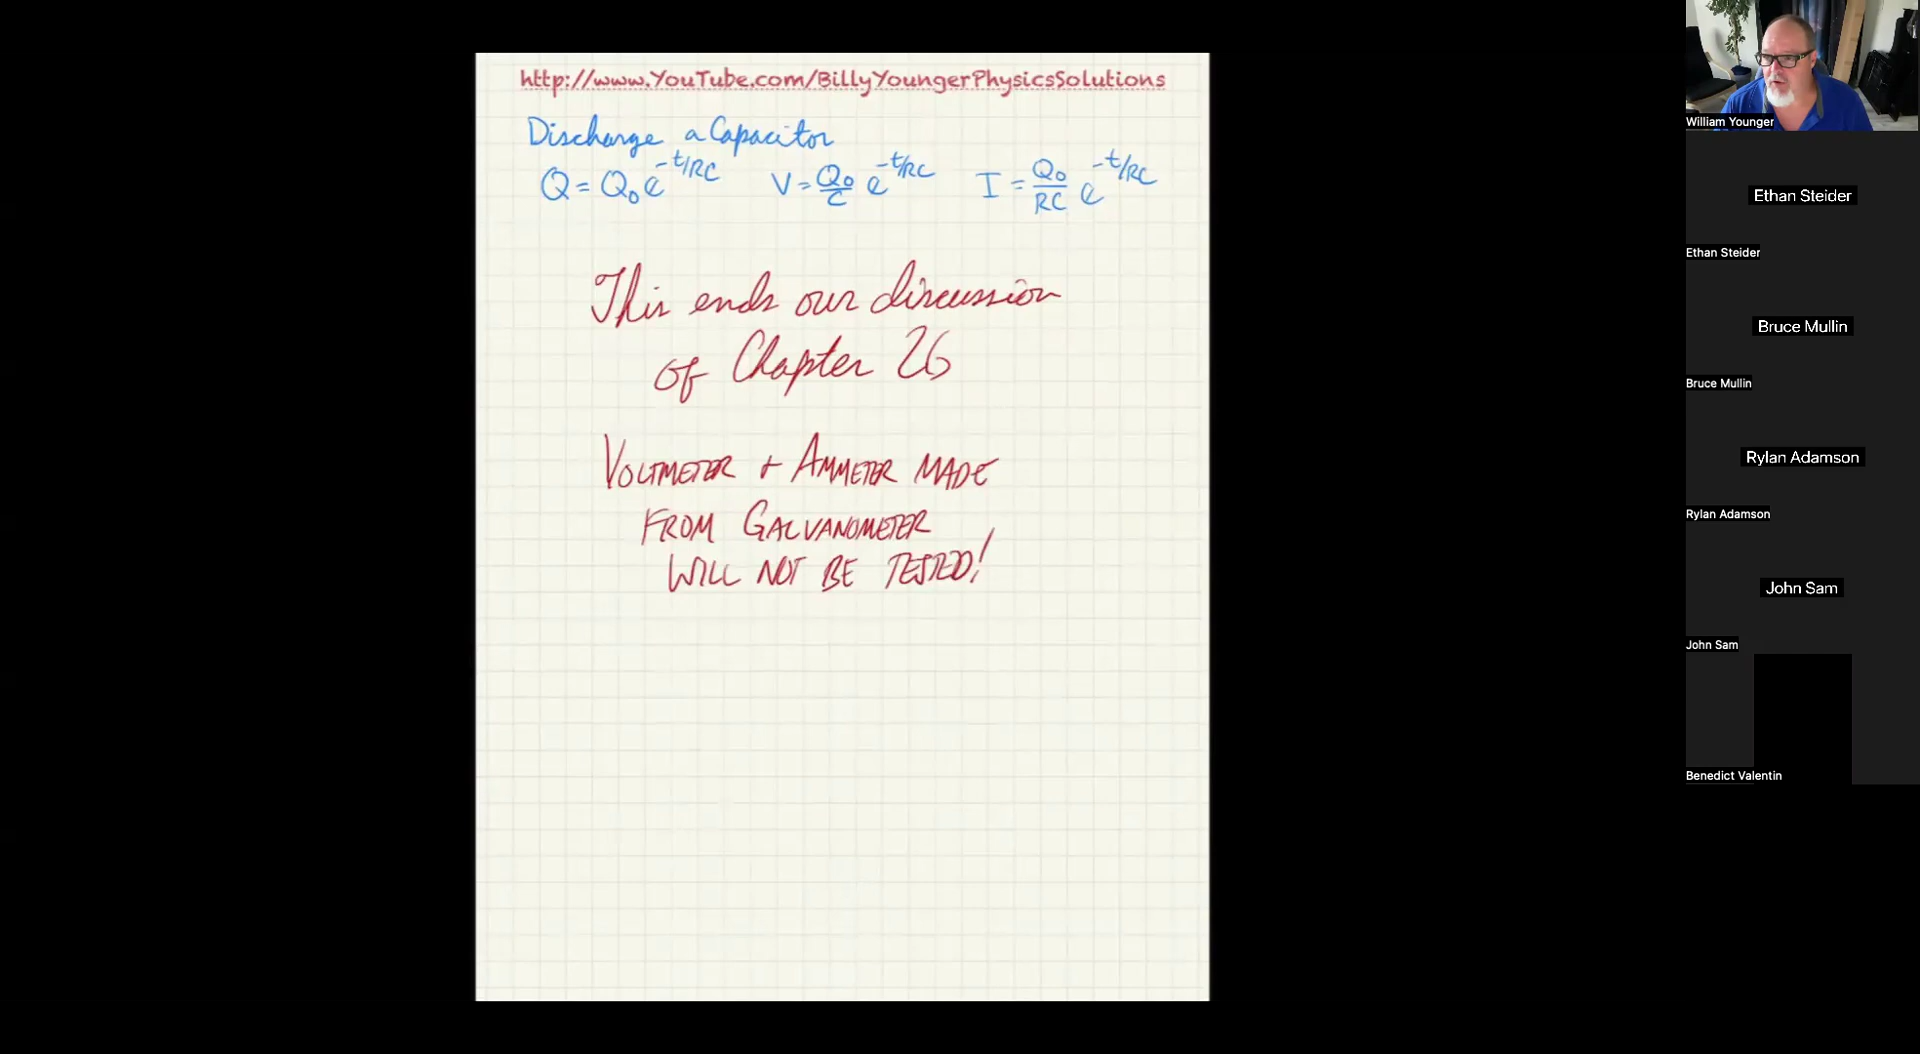 http://www.YouTube.com/BillyYoungerPhysicsSolutions
Discharge a Capacitor
Q = Q₀e^(-t/RC) V = Q₀/C e^(-t/RC) I = Q₀/RC e^(-t/RC)
This ends our discussion
of Chapter 26
VOLTMETER + AMMETER MADE
FROM GALVANOMETER
WILL NOT BE TESTED!
William Younger
Ethan Steider
Ethan Steider
Bruce Mullin
Bruce Mullin
Rylan Adamson
Rylan Adamson
John Sam
John Sam
Benedict Valentin